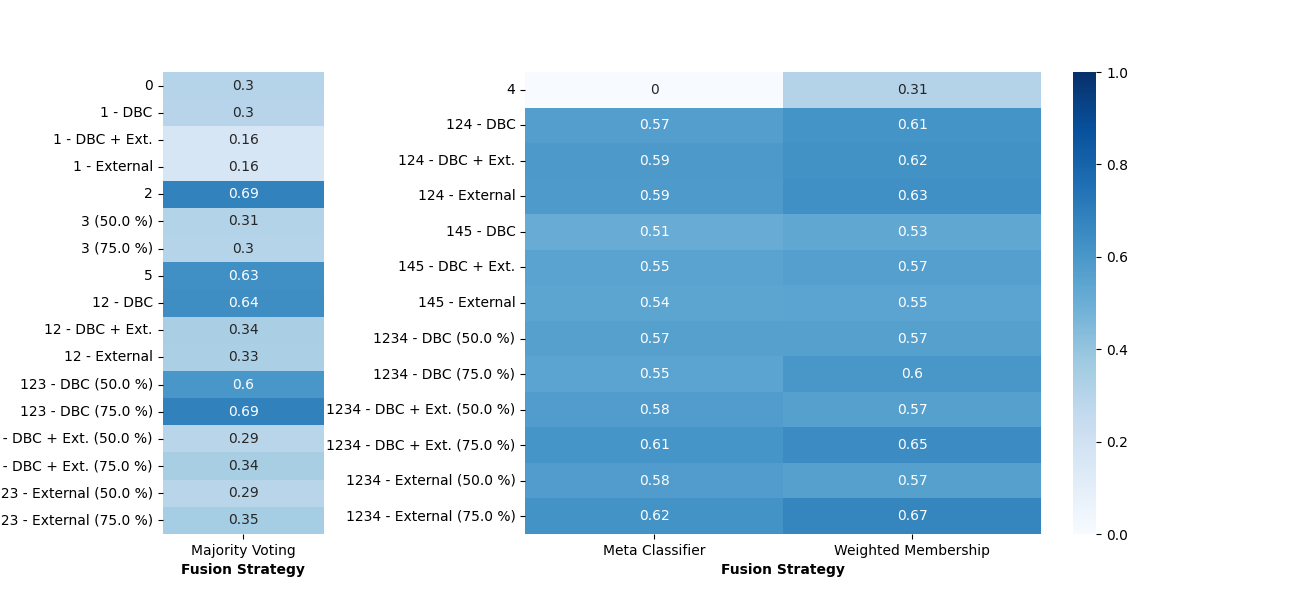 0 0.3
1 - DBC 0.3
1 - DBC + Ext. 0.16
1 - External 0.16
2 0.69
3 (50.0 %) 0.31
3 (75.0 %) 0.3
5 0.63
12 - DBC 0.64
12 - DBC + Ext. 0.34
12 - External 0.33
123 - DBC (50.0 %) 0.6
123 - DBC (75.0 %) 0.69
- DBC + Ext. (50.0 %) 0.29
- DBC + Ext. (75.0 %) 0.34
23 - External (50.0 %) 0.29
23 - External (75.0 %) 0.35
Majority Voting
Fusion Strategy
4 0 0.31
124 - DBC 0.57 0.61
124 - DBC + Ext. 0.59 0.62
124 - External 0.59 0.63
145 - DBC 0.51 0.53
145 - DBC + Ext. 0.55 0.57
145 - External 0.54 0.55
1234 - DBC (50.0 %) 0.57 0.57
1234 - DBC (75.0 %) 0.55 0.6
1234 - DBC + Ext. (50.0 %) 0.58 0.57
1234 - DBC + Ext. (75.0 %) 0.61 0.65
1234 - External (50.0 %) 0.58 0.57
1234 - External (75.0 %) 0.62 0.67
Meta Classifier Weighted Membership
Fusion Strategy
1.0
0.8
0.6
0.4
0.2
0.0